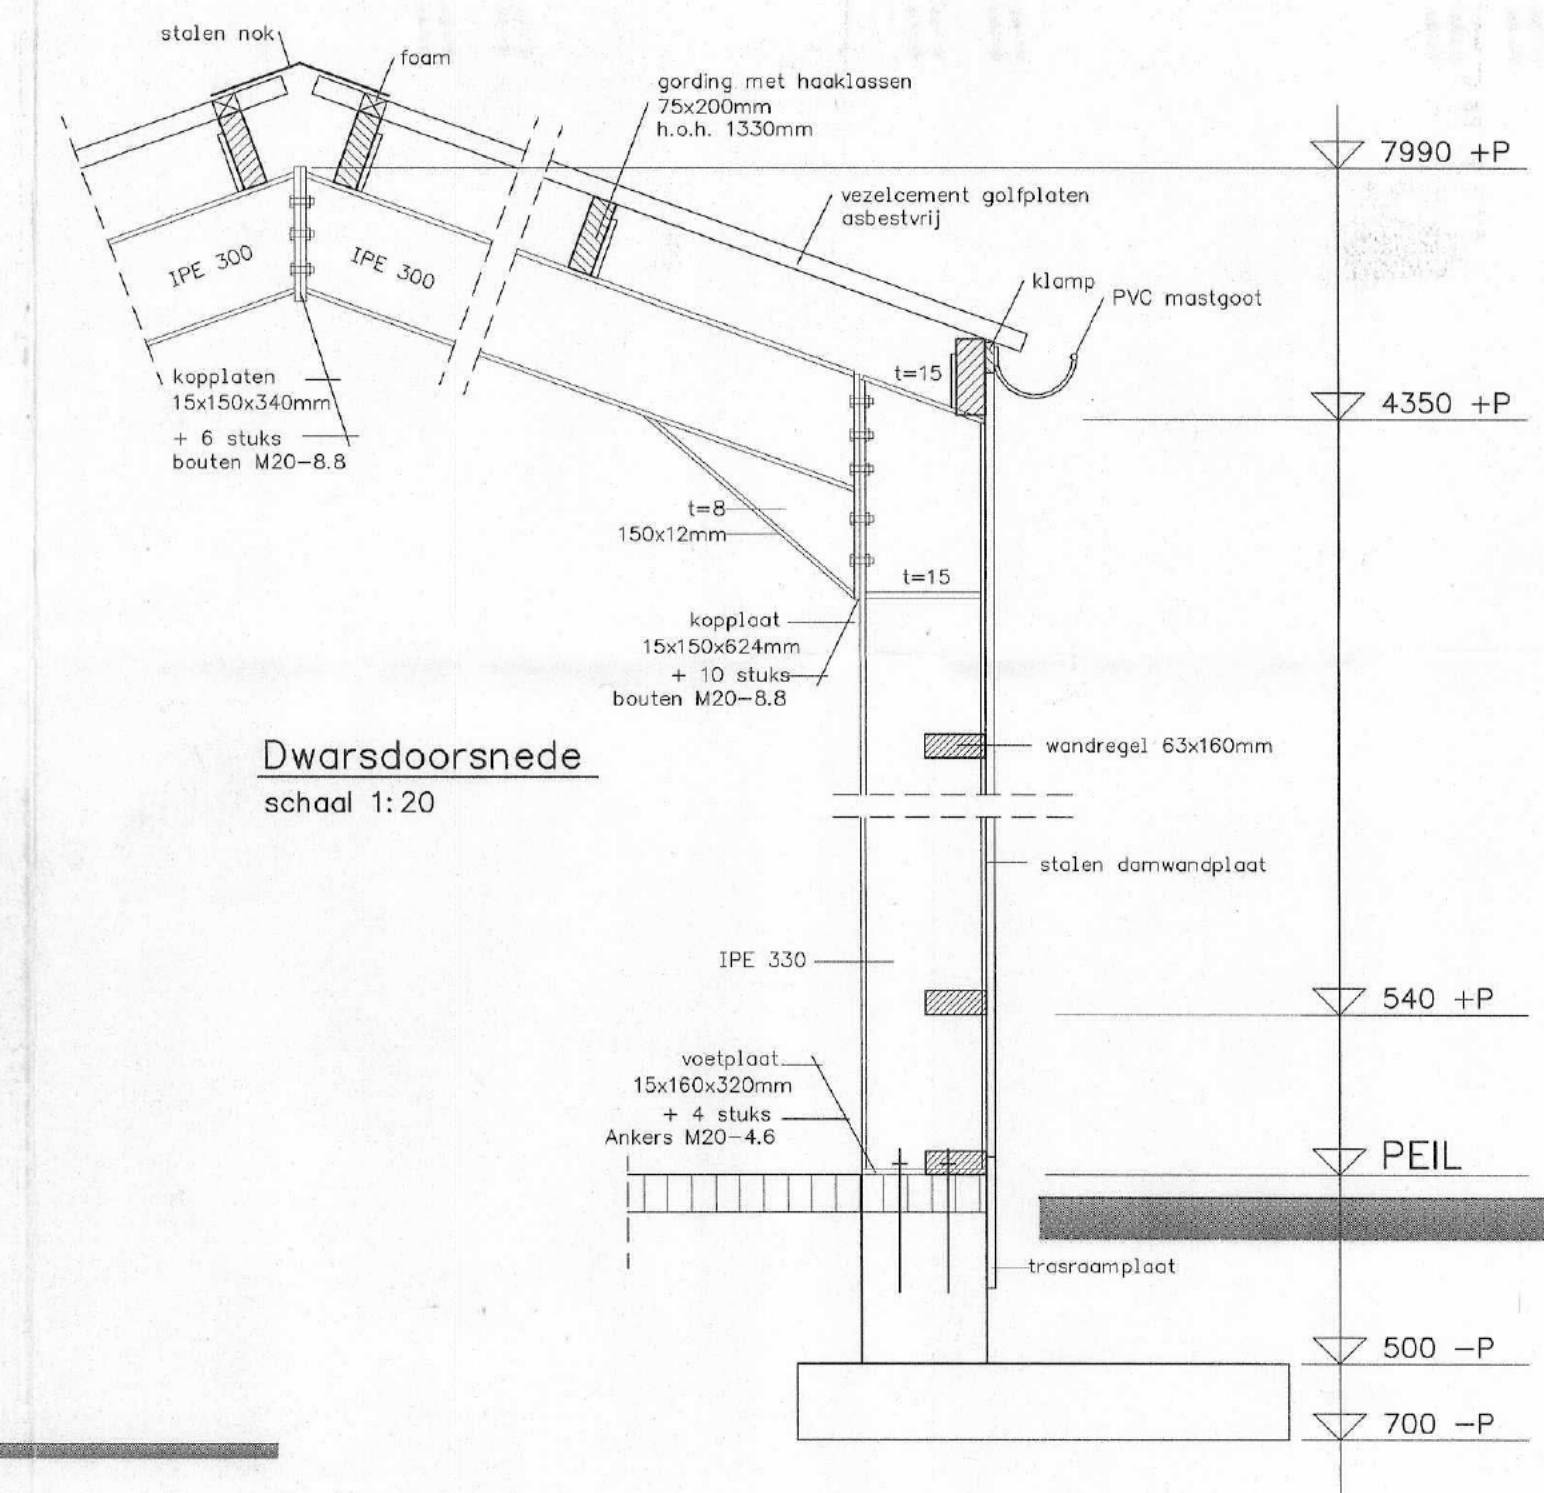 stalen nok
foam
gording met haaklassen
75x200mm
h.o.h. 1330mm
7990 +P
vezelcement golfplaten
asbestvrij
IPE 300
IPE 300
klamp
PVC mastgoot
kopplaten
15x150x340mm
+ 6 stuks
bouten M20-8.8
t=15
4350 +P
t=8
150x12mm
t=15
kopplaat
15x150x624mm
+ 10 stuks
bouten M20-8.8
Dwarsdoorsnede
schaal 1:20
wandregel 63x160mm
stalen damwandplaat
IPE 330
540 +P
voetplaat
15x160x320mm
+ 4 stuks
Ankers M20-4.6
PEIL
trasraamplaat
500 -P
700 -P